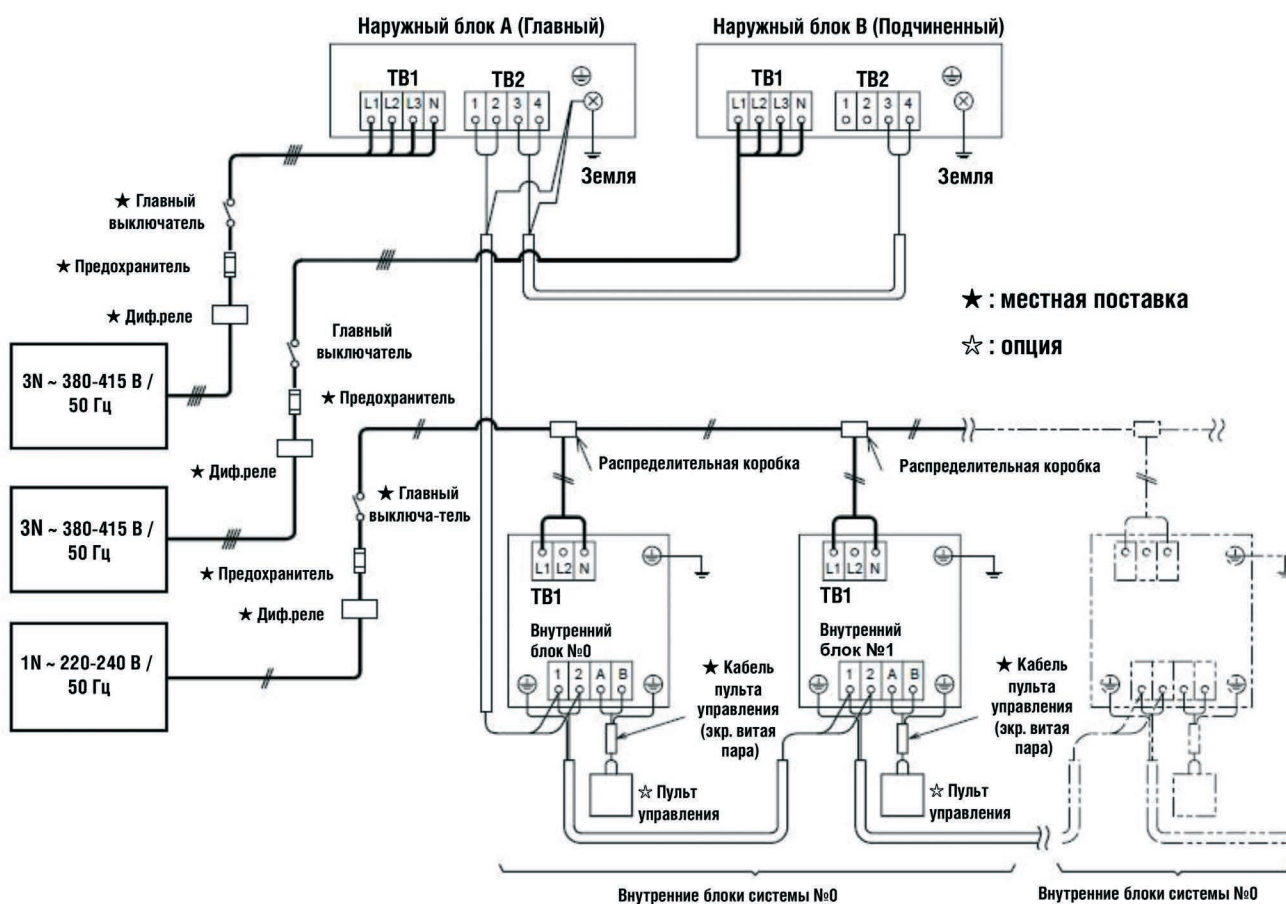 Наружный блок A (Главный)
Наружный блок B (Подчиненный)
TB1
TB2
L1 L2 L3 N
1 2 3 4
Земля
TB1
TB2
L1 L2 L3 N
1 2 3 4
Земля
★ Главный
выключатель
★ Предохранитель
★ Диф.реле
3N ~ 380-415 В /
50 Гц
Главный
выключатель
★ Предохранитель
★ Диф.реле
3N ~ 380-415 В /
50 Гц
★ Главный
выключа-тель
★ Предохранитель
★ Диф.реле
1N ~ 220-240 В /
50 Гц
★ : местная поставка
☆ : опция
Распределительная коробка
Распределительная коробка
L1 L2 N
TB1
Внутренний
блок №0
1 2 A B
★ Кабель
пульта
управления
(экр. витая
пара)
☆ Пульт
управления
L1 L2 N
TB1
Внутренний
блок №1
1 2 A B
★ Кабель
пульта
управления
(экр. витая
пара)
☆ Пульт
управления
Внутренние блоки системы №0
Внутренние блоки системы №0